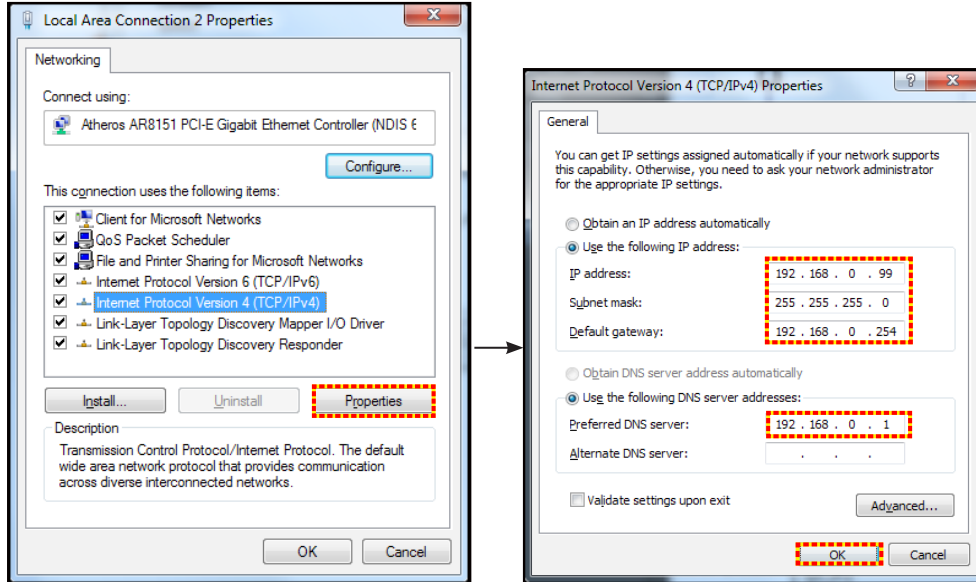 Local Area Connection 2 Properties
Networking
Connect using:
Atheros AR8151 PCI-E Gigabit Ethernet Controller (NDIS 6
Configure...
This connection uses the following items:
Client for Microsoft Networks
QoS Packet Scheduler
File and Printer Sharing for Microsoft Networks
Internet Protocol Version 6 (TCP/IPv6)
Internet Protocol Version 4 (TCP/IPv4)
Link-Layer Topology Discovery Mapper I/O Driver
Link-Layer Topology Discovery Responder
Install...
Uninstall
Properties
Description
Transmission Control Protocol/Internet Protocol. The default
wide area network protocol that provides communication
across diverse interconnected networks.
OK
Cancel
Internet Protocol Version 4 (TCP/IPv4) Properties
General
You can get IP settings assigned automatically if your network supports
this capability. Otherwise, you need to ask your network administrator
for the appropriate IP settings.
Obtain an IP address automatically
Use the following IP address:
IP address: 192 . 168 . 0 . 99
Subnet mask: 255 . 255 . 255 . 0
Default gateway: 192 . 168 . 0 . 254
Obtain DNS server address automatically
Use the following DNS server addresses:
Preferred DNS server: 192 . 168 . 0 . 1
Alternate DNS server: . . .
Validate settings upon exit
Advanced...
OK
Cancel